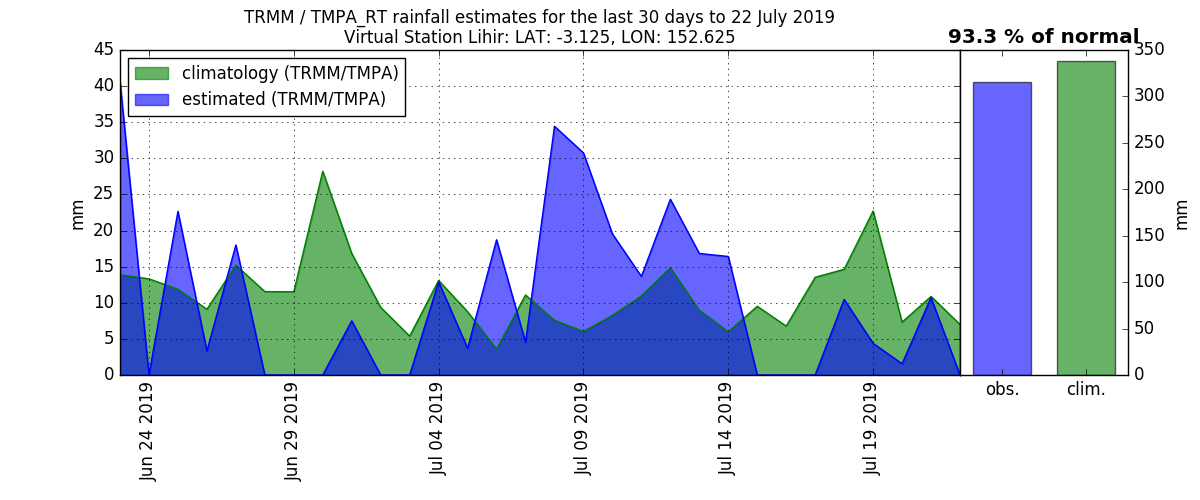 TRMM / TMPA_RT rainfall estimates for the last 30 days to 22 July 2019
Virtual Station Lihir: LAT: -3.125, LON: 152.625
93.3 % of normal
climatology (TRMM/TMPA)
estimated (TRMM/TMPA)
45
40
35
30
25
20
15
10
5
0
mm
Jun 24 2019
Jun 29 2019
Jul 04 2019
Jul 09 2019
Jul 14 2019
Jul 19 2019
obs.
clim.
350
300
250
200
150
100
50
0
mm